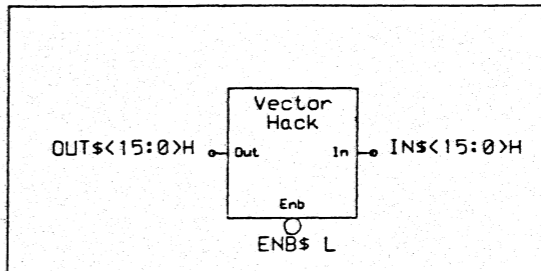 Vector
Hack
OUT$<15:0>H Out In IN$<15:0>H
Enb
ENB$ L